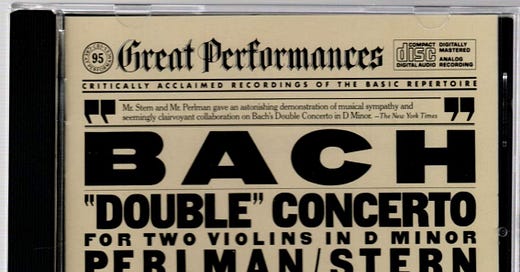 95
Great Performances
COMPACT disc DIGITAL AUDIO
DIGITALLY MASTERED
ANALOG RECORDING
CRITICALLY ACCLAIMED RECORDINGS OF THE BASIC REPERTOIRE
" Mr. Stern and Mr. Perlman gave an astonishing demonstration of musical sympathy and
seemingly clairvoyant collaboration on Bach's Double Concerto in D Minor. —The New York Times "
BACH
"DOUBLE" CONCERTO
FOR TWO VIOLINS IN D MINOR
PERLMAN/STERN